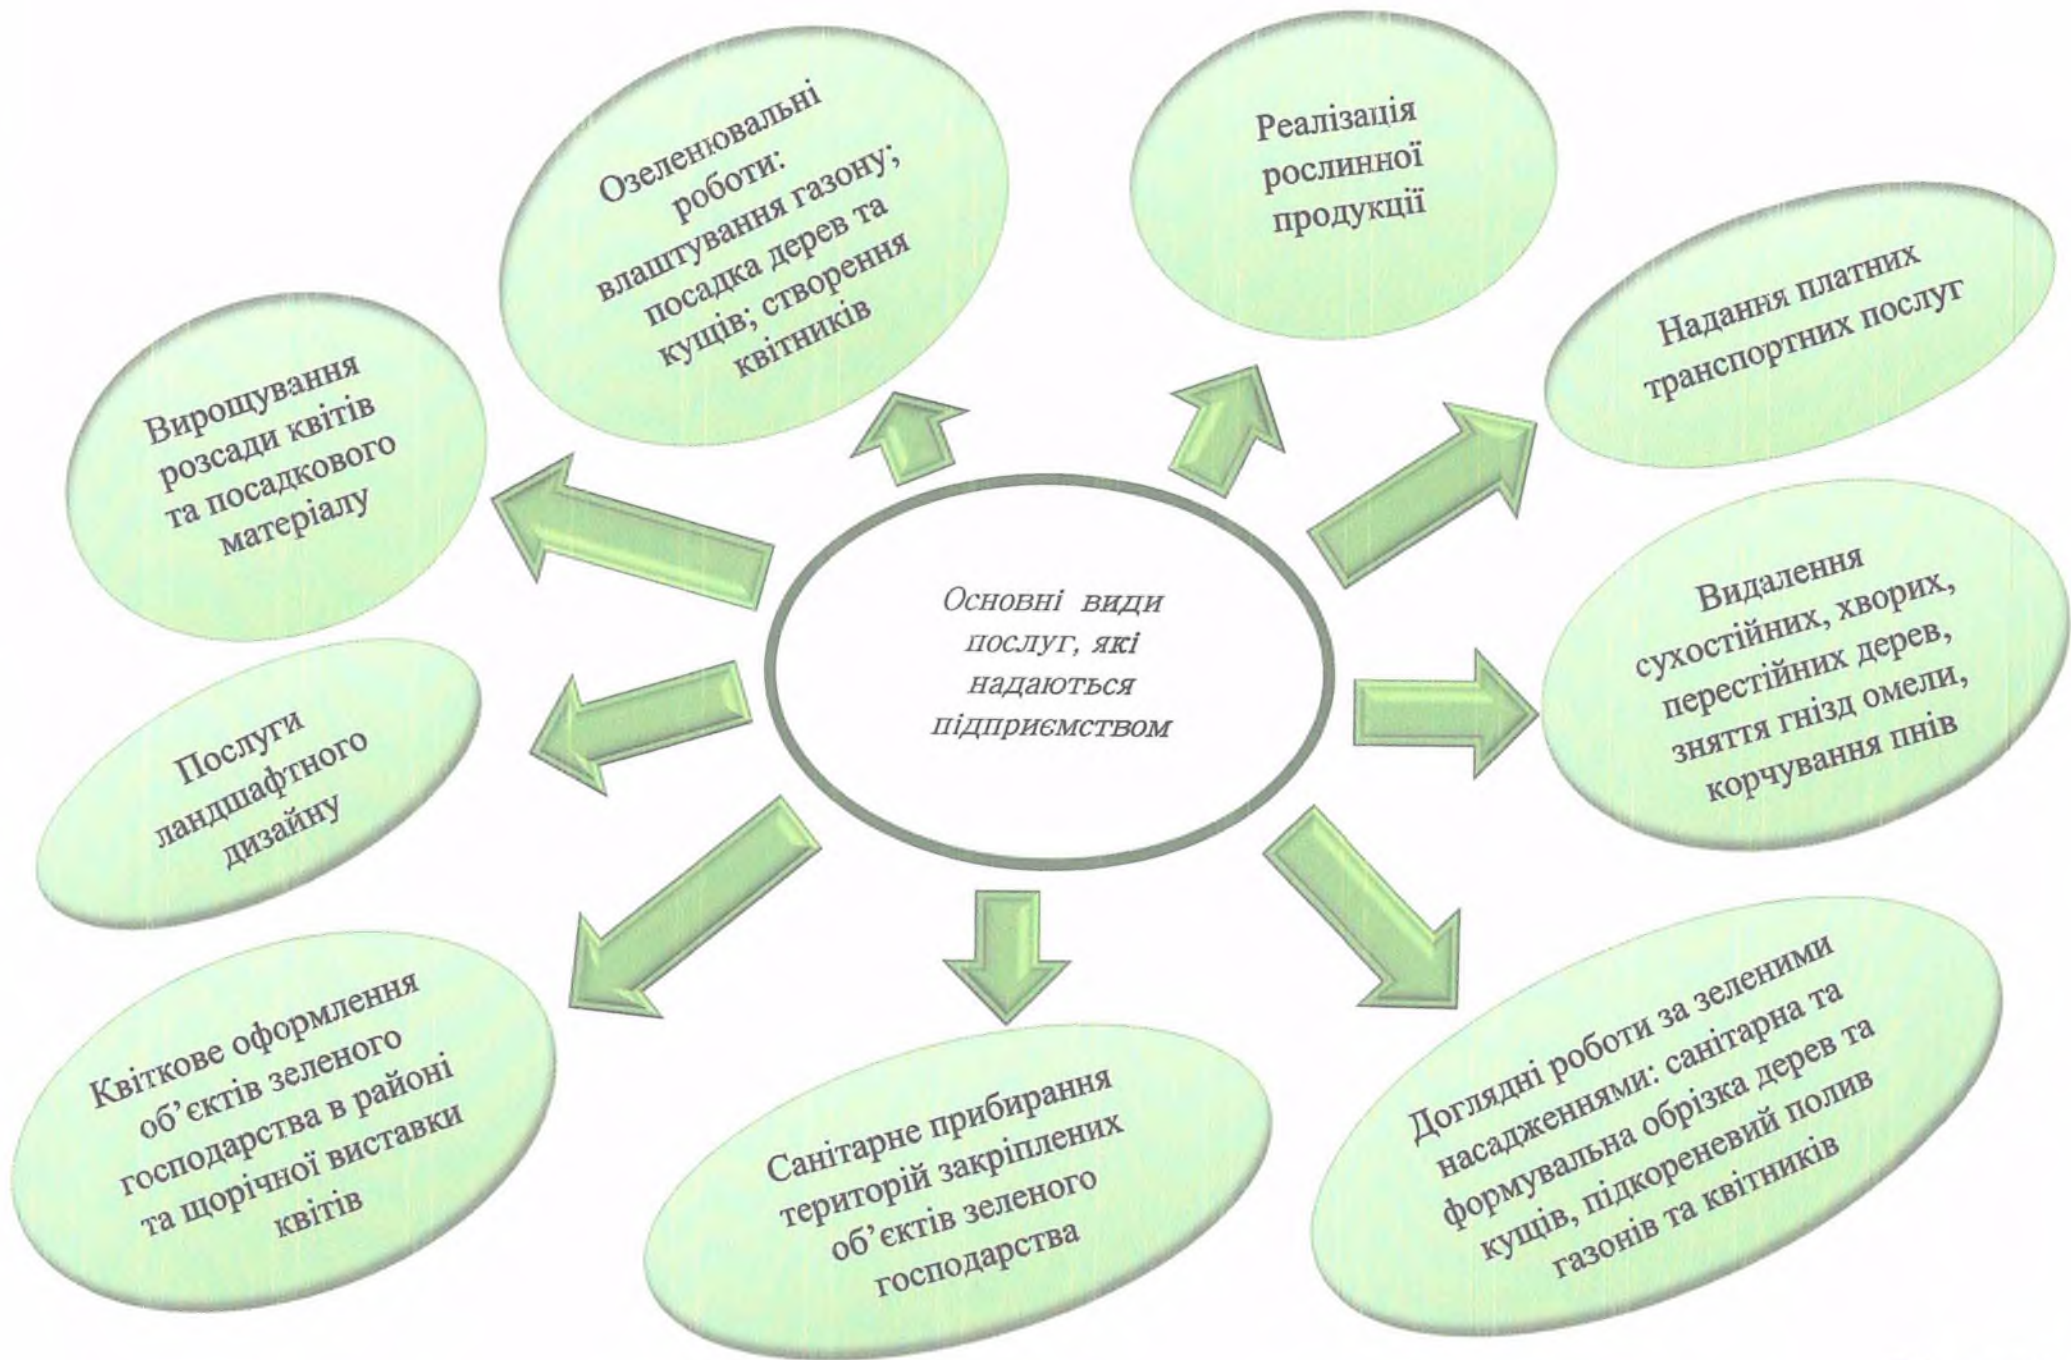 Озеленювальні
роботи:
влаштування газону;
посадка дерев та
кущів; створення
квітників
Реалізація
рослинної
продукції
Надання платних
транспортних послуг
Вирощування
розсади квітів
та посадкового
матеріалу
Основні види
послуг, які
надаються
підприємством
Видалення
сухостійних, хворих,
перестійних дерев,
зняття гнізд омели,
корчування пнів
Послуги
ландшафтного
дизайну
Квіткове оформлення
об’єктів зеленого
господарства в районі
та щорічної виставки
квітів
Санітарне прибирання
територій закріплених
об’єктів зеленого
господарства
Доглядні роботи за зеленими
насадженнями: санітарна та
формувальна обрізка дерев та
кущів, підкореневий полив
газонів та квітників